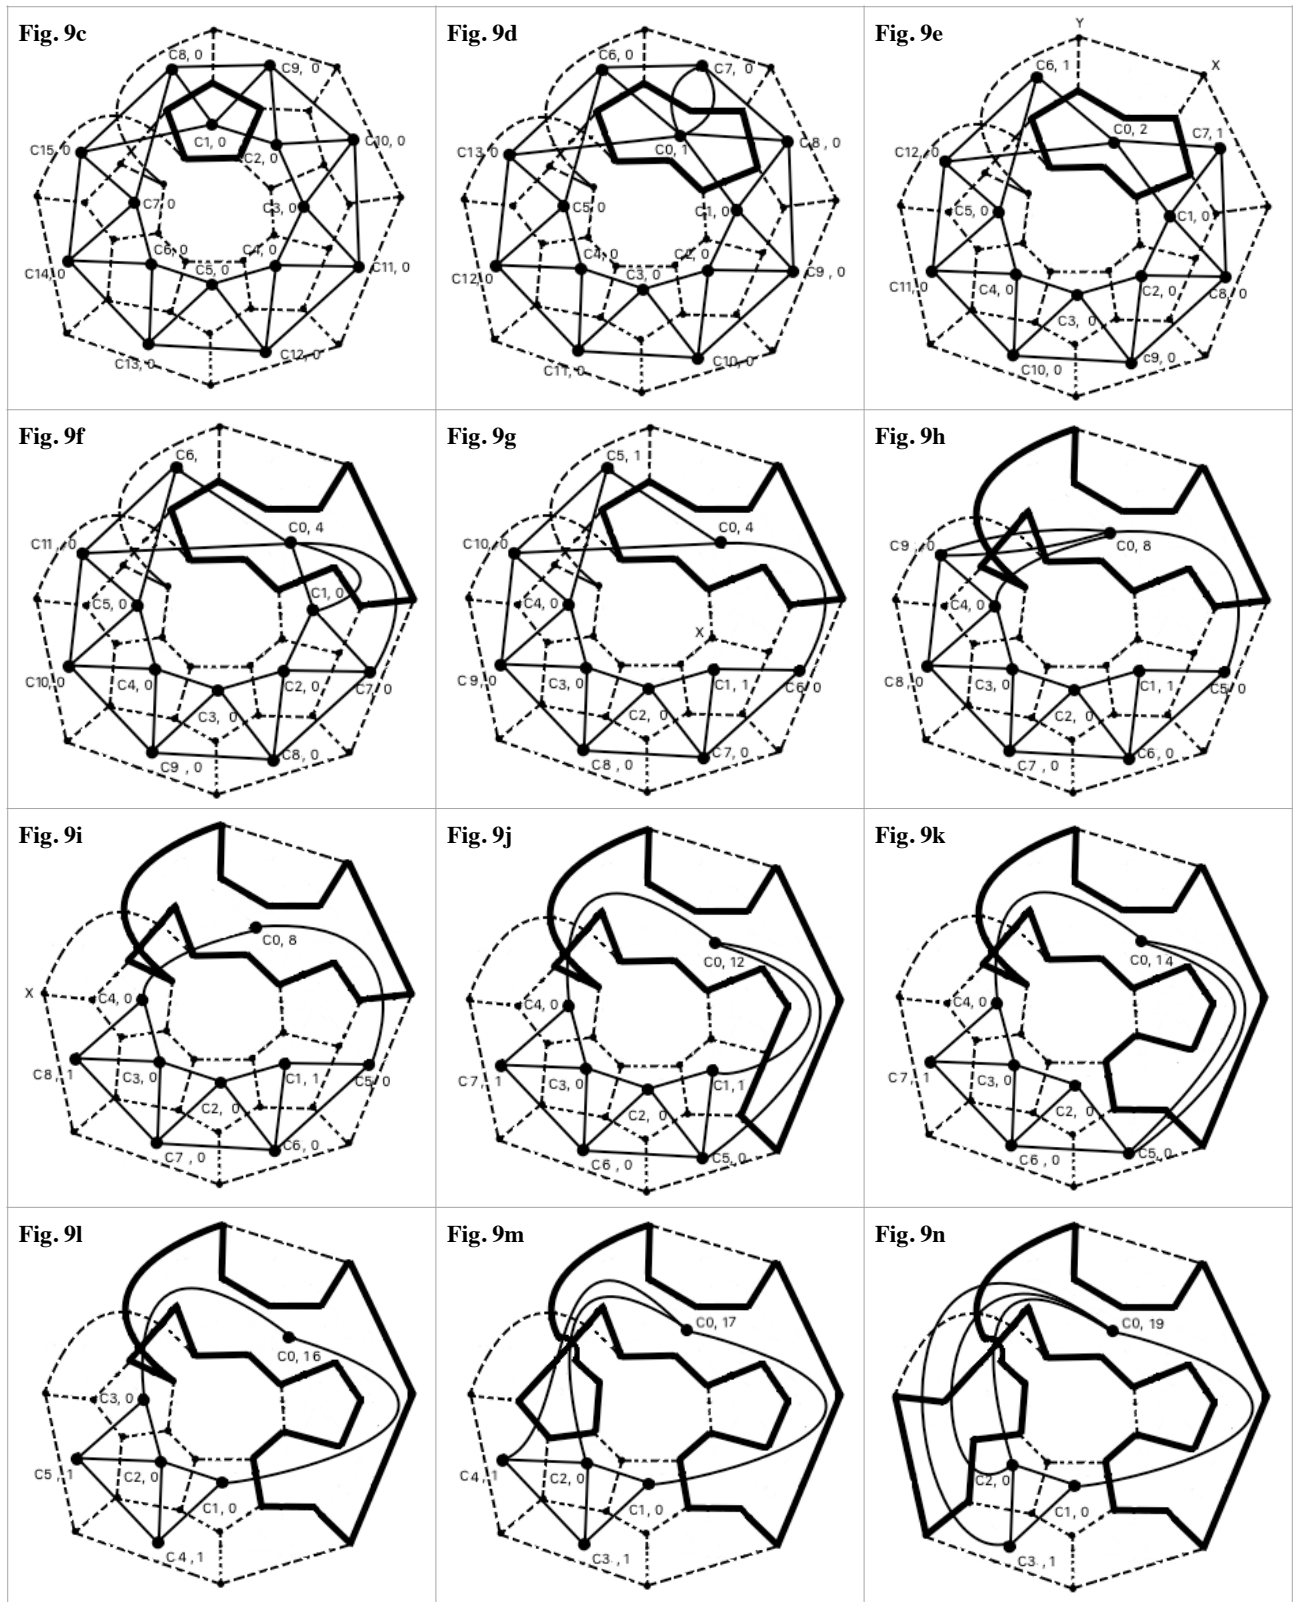 Fig. 9c
C8, 0
C9, 0
C1, 0
C2, 0
C10, 0
C15, 0
C7, 0
C3, 0
C6, 0
C5, 0
C4, 0
C14, 0
C11, 0
C13, 0
C12, 0
Fig. 9d
C6, 0
C7, 0
C0, 1
C8, 0
C13, 0
C5, 0
C1, 0
C4, 0
C3, 0
C2, 0
C12, 0
C9, 0
C11, 0
C10, 0
Fig. 9e
Y
X
C6, 1
C0, 2
C7, 1
C12, 0
C5, 0
C1, 0
C4, 0
C3, 0
C2, 0
C11, 0
C8, 0
C10, 0
c9, 0
Fig. 9f
C6,
C0, 4
C11, 0
C5, 0
C1, 0
C4, 0
C3, 0
C2, 0
C10, 0
C7, 0
C9, 0
C8, 0
Fig. 9g
C5, 1
C0, 4
C10, 0
C4, 0
X
C3, 0
C2, 0
C1, 1
C9, 0
C6, 0
C8, 0
C7, 0
Fig. 9h
C9, 0
C0, 8
C4, 0
C3, 0
C2, 0
C1, 1
C8, 0
C5, 0
C7, 0
C6, 0
Fig. 9i
C0, 8
X
C4, 0
C8, 1
C3, 0
C2, 0
C1, 1
C5, 0
C7, 0
C6, 0
Fig. 9j
C0, 12
C4, 0
C7, 1
C3, 0
C2, 0
C1, 1
C6, 0
C5, 0
Fig. 9k
C0, 14
C4, 0
C7, 1
C3, 0
C2, 0
C6, 0
C5, 0
Fig. 9l
C0, 16
C3, 0
C5, 1
C2, 0
C1, 0
C4, 1
Fig. 9m
C0, 17
C4, 1
C2, 0
C1, 0
C3, 1
Fig. 9n
C0, 19
C2, 0
C1, 0
C3, 1